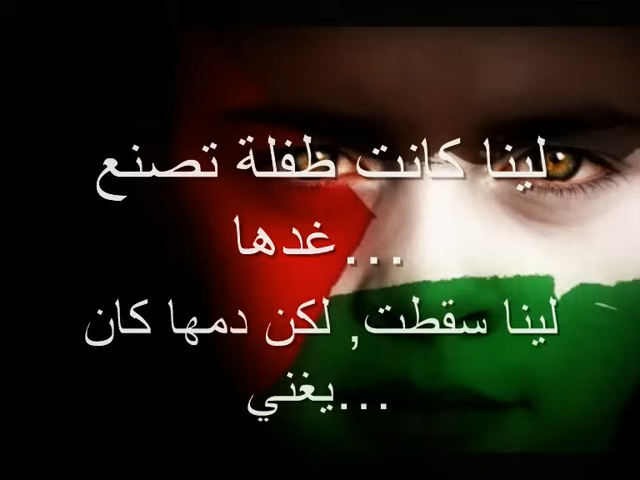 لينا كانت طفلة تصنع
غدها...
لينا سقطت, لكن دمها كان
يغني...